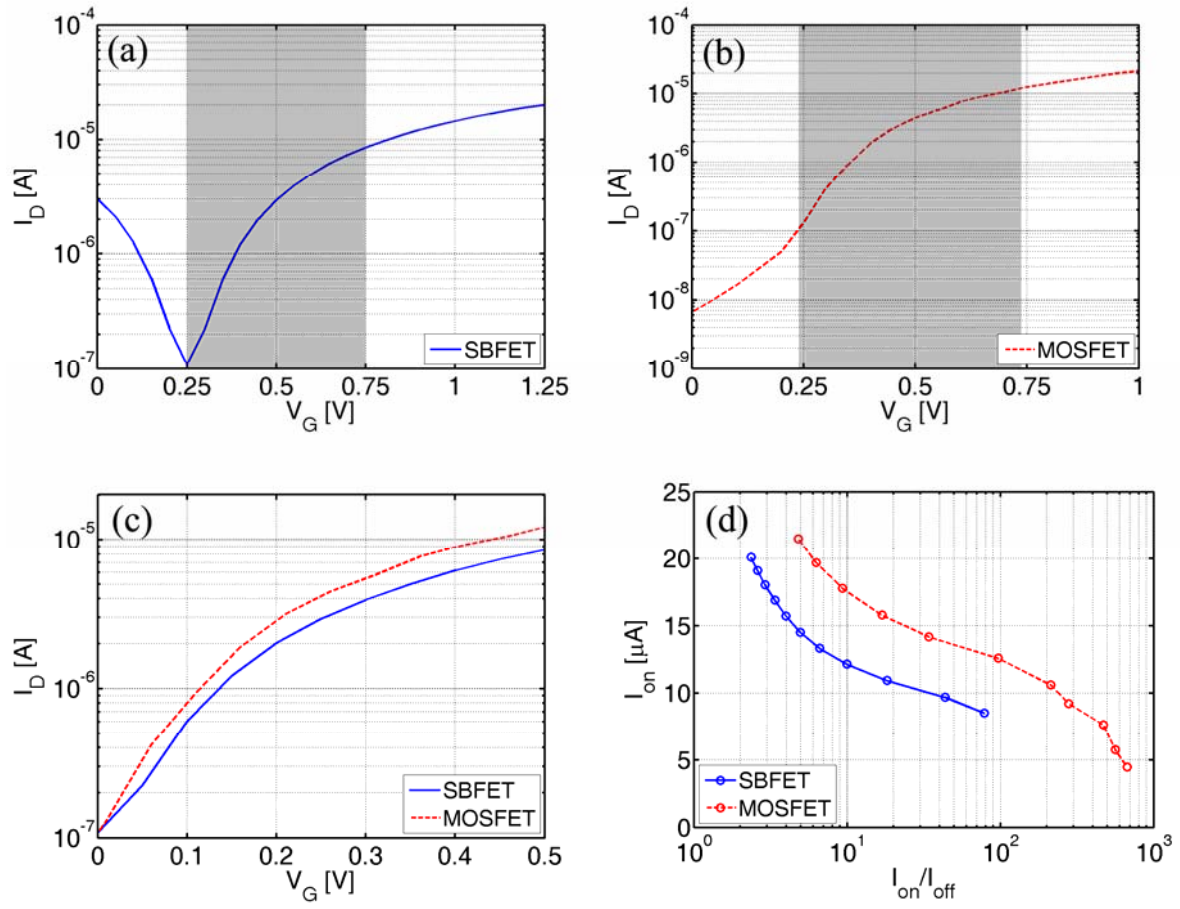 (a)
I_D [A]
10^-4
10^-5
10^-6
10^-7
SBFET
0 0.25 0.5 0.75 1 1.25
V_G [V]
(b)
I_D [A]
10^-4
10^-5
10^-6
10^-7
10^-8
10^-9
MOSFET
0 0.25 0.5 0.75 1
V_G [V]
(c)
I_D [A]
10^-5
10^-6
10^-7
SBFET
MOSFET
0 0.1 0.2 0.3 0.4 0.5
V_G [V]
(d)
I_on [μA]
25
20
15
10
5
0
SBFET
MOSFET
10^0 10^1 10^2 10^3
I_on/I_off